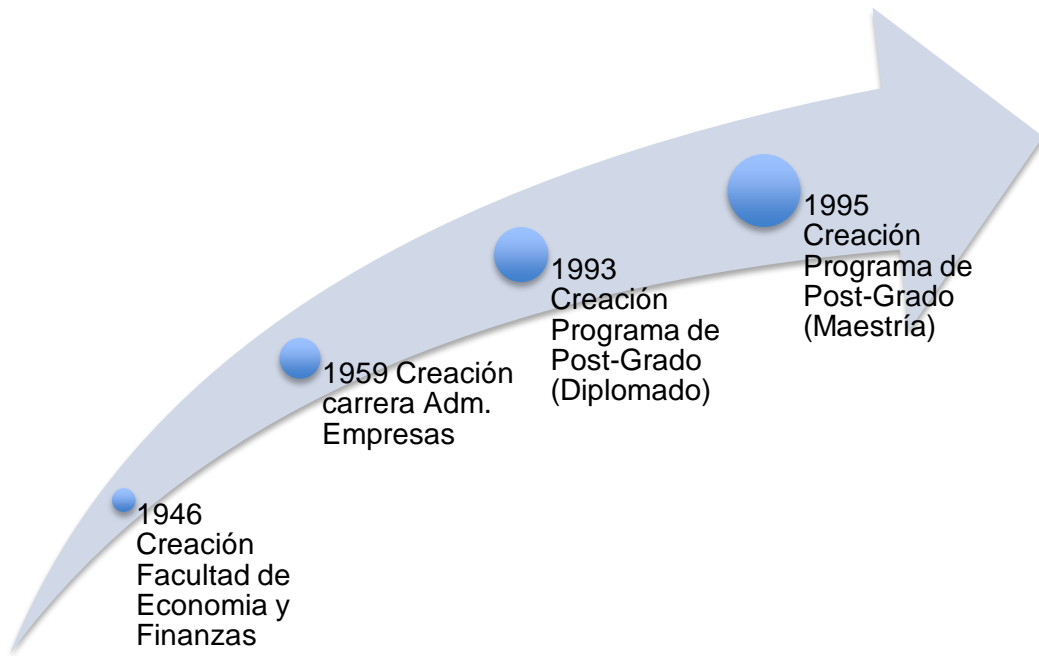 1946
Creación
Facultad de
Economia y
Finanzas
1959 Creación
carrera Adm.
Empresas
1993
Creación
Programa de
Post-Grado
(Diplomado)
1995
Creación
Programa de
Post-Grado
(Maestría)